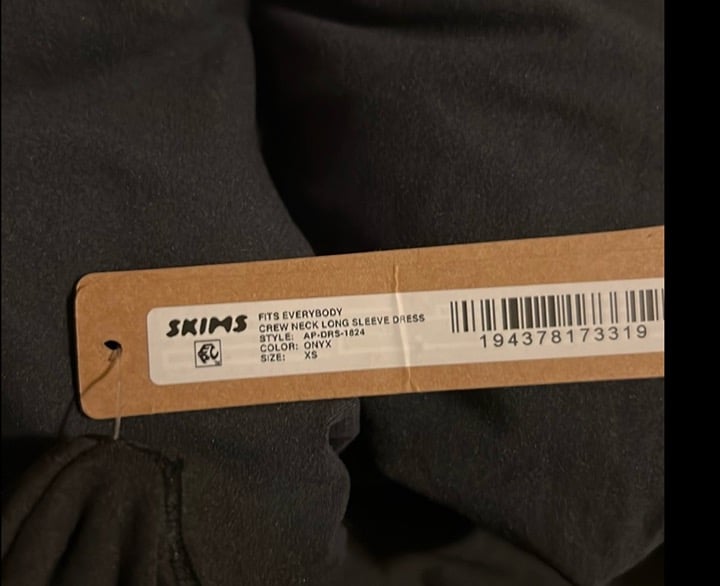 SKIMS
FITS EVERYBODY
CREW NECK LONG SLEEVE DRESS
STYLE: AP-DRS-1824
COLOR: ONYX
SIZE: XS
194378173319